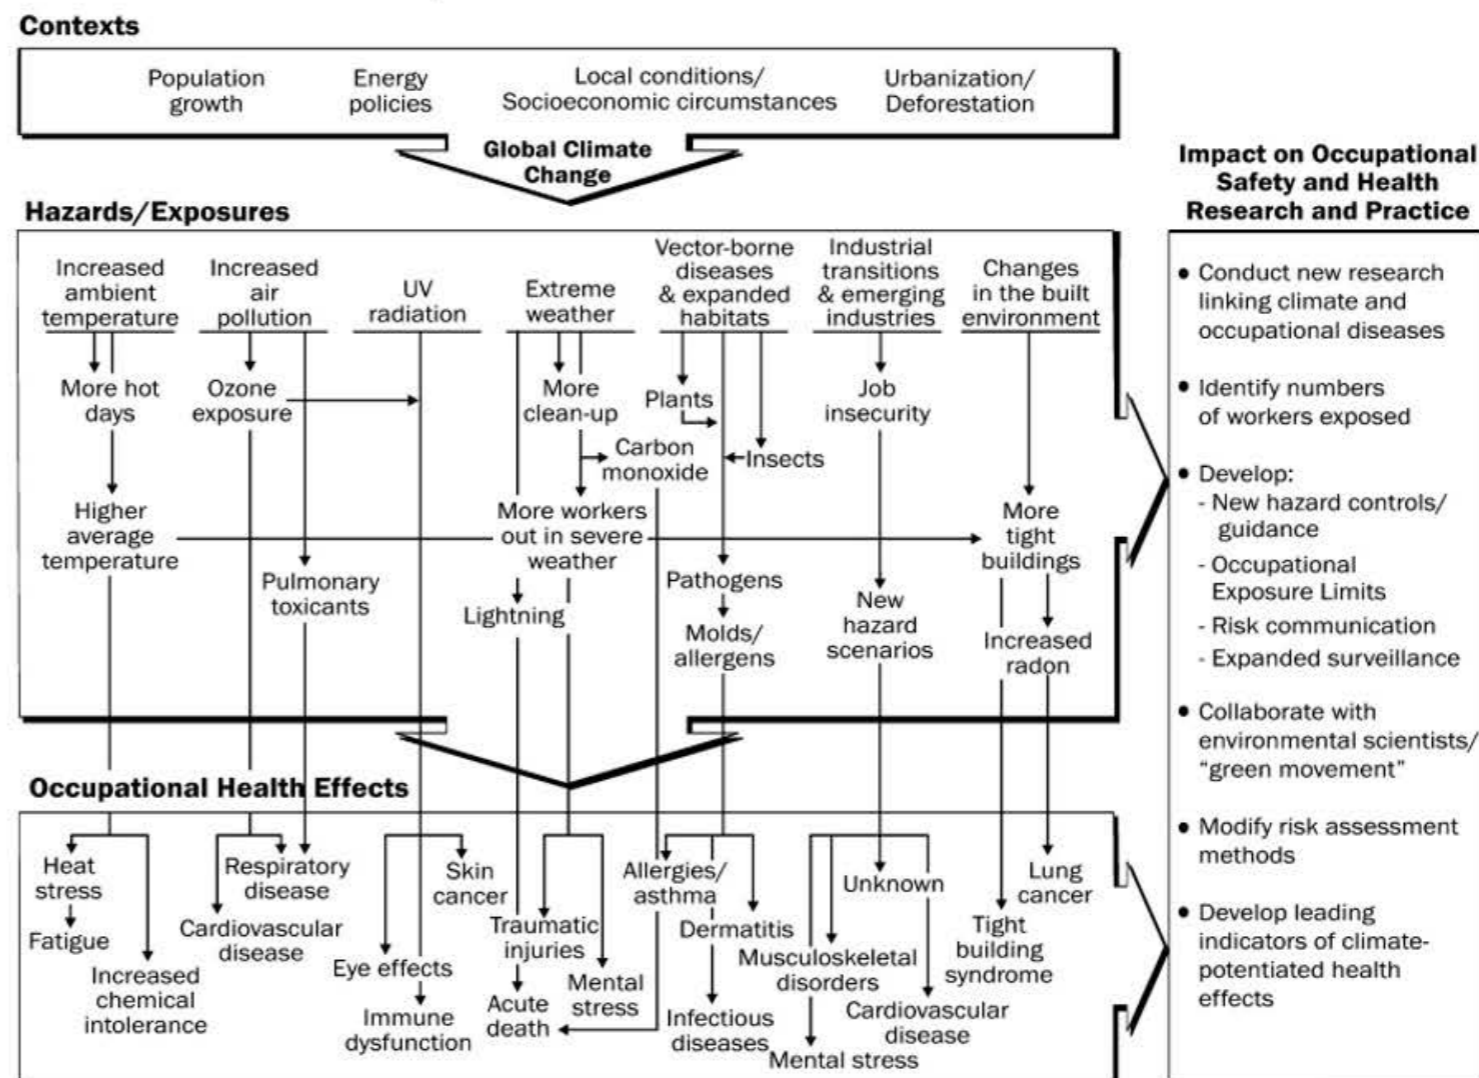 Contexts
Population
growth
Energy
policies
Local conditions/
Socioeconomic circumstances
Urbanization/
Deforestation
Global Climate
Change
Hazards/Exposures
Increased
ambient
temperature
Increased
air
pollution
UV
radiation
Extreme
weather
Vector-borne
diseases
& expanded
habitats
Industrial
transitions
& emerging
industries
Changes
in the built
environment
More hot
days
Ozone
exposure
More
clean-up
Plants
Job
insecurity
Carbon
monoxide
Insects
Higher
average
temperature
More workers
out in severe
weather
More
tight
buildings
Pulmonary
toxicants
Lightning
Pathogens
Molds/
allergens
New
hazard
scenarios
Increased
radon
Occupational Health Effects
Heat
stress
Fatigue
Increased
chemical
intolerance
Respiratory
disease
Cardiovascular
disease
Skin
cancer
Eye effects
Immune
dysfunction
Traumatic
injuries
Acute
death
Mental
stress
Allergies/
asthma
Dermatitis
Infectious
diseases
Unknown
Musculoskeletal
disorders
Cardiovascular
disease
Mental stress
Lung
cancer
Tight
building
syndrome
Impact on Occupational
Safety and Health
Research and Practice
• Conduct new research
linking climate and
occupational diseases
• Identify numbers
of workers exposed
• Develop:
- New hazard controls/
guidance
- Occupational
Exposure Limits
- Risk communication
- Expanded surveillance
• Collaborate with
environmental scientists/
“green movement”
• Modify risk assessment
methods
• Develop leading
indicators of climate-
potentiated health
effects